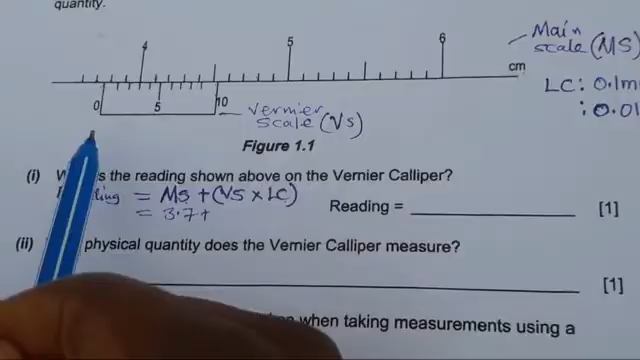 quantity.
Main
scale (MS)
4 5 6
cm
LC: 0.1m
: 0.01
0 5 10
Vernier
scale (VS)
Figure 1.1
(i) s the reading shown above on the Vernier Calliper?
= MS + (VS x LC)
= 3.7 +
Reading = [1]
(ii) physical quantity does the Vernier Calliper measure?
[1]
when taking measurements using a